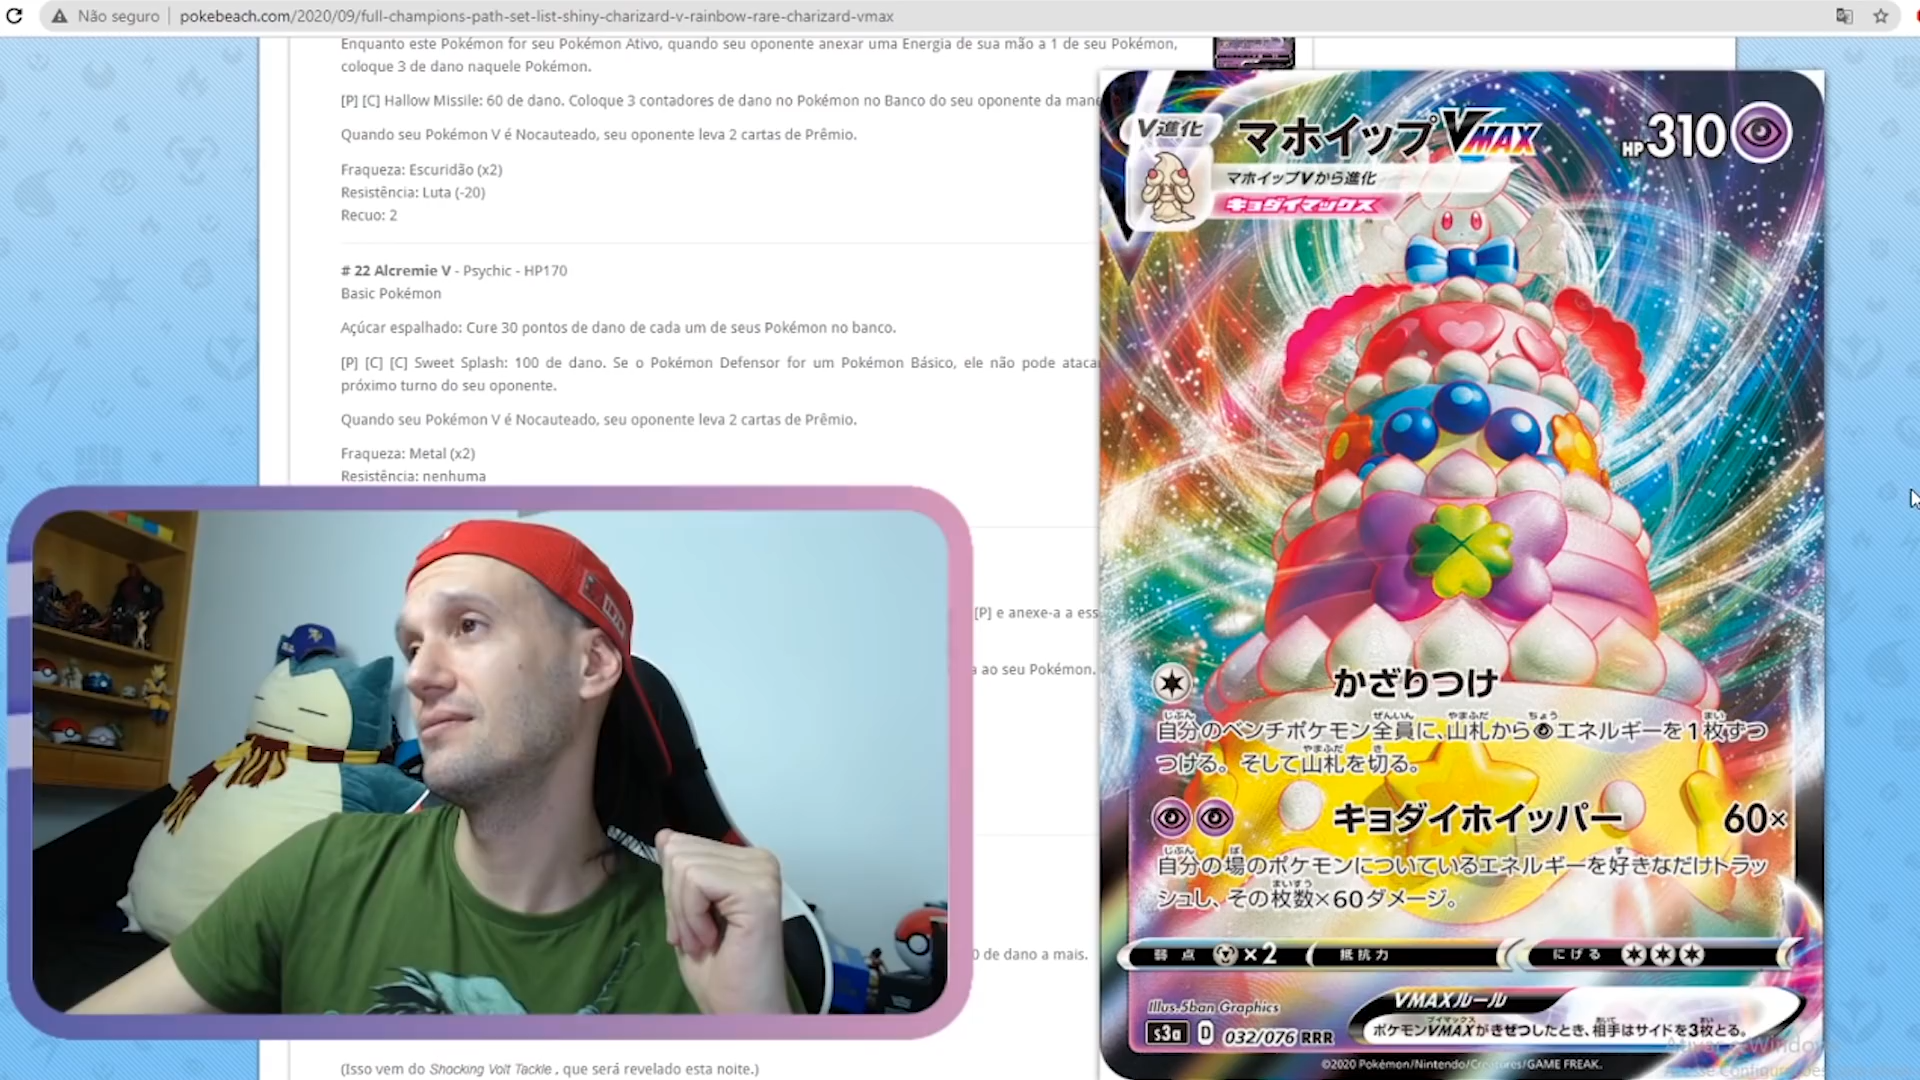 Não seguro
pokebeach.com/2020/09/full-champions-path-set-list-shiny-charizard-v-rainbow-rare-charizard-vmax
Enquanto este Pokémon for seu Pokémon Ativo, quando seu oponente anexar uma Energia de sua mão a 1 de seu Pokémon,
coloque 3 de dano naquele Pokémon.
[P] [C] Hallow Missile: 60 de dano. Coloque 3 contadores de dano no Pokémon no Banco do seu oponente da
Quando seu Pokémon V é Nocauteado, seu oponente leva 2 cartas de Prêmio.
Fraqueza: Escuridão (x2)
Resistência: Luta (-20)
Recuo: 2
# 22 Alcremie V - Psychic - HP170
Basic Pokémon
Açúcar espalhado: Cure 30 pontos de dano de cada um de seus Pokémon no banco.
[P] [C] [C] Sweet Splash: 100 de dano. Se o Pokémon Defensor for um Pokémon Básico, ele não pode atacar
próximo turno do seu oponente.
Quando seu Pokémon V é Nocauteado, seu oponente leva 2 cartas de Prêmio.
Fraqueza: Metal (x2)
Resistência: nenhuma
[P] e anexe-a a
ao seu Pokémon.
0 de dano a mais.
(Isso vem do Shocking Volt Tackle , que será revelado esta noite.)
V進化
マホイップVMAX
HP310
マホイップVから進化
キョダイマックス
かざりつけ
自分のベンチポケモン全員に、山札からエネルギーを1枚ずつ
つける。そして山札を切る。
キョダイホイッパー 60×
自分の場のポケモンについているエネルギーを好きなだけトラッ
シュし、その枚数×60ダメージ。
弱点 ×2 抵抗力 にげる
Illus. 5ban Graphics
VMAXルール
s3a D 032/076 RRR
ポケモンVMAXがきぜつしたとき、相手はサイドを3枚とる。
©2020 Pokémon/Nintendo/Creatures/GAME FREAK.